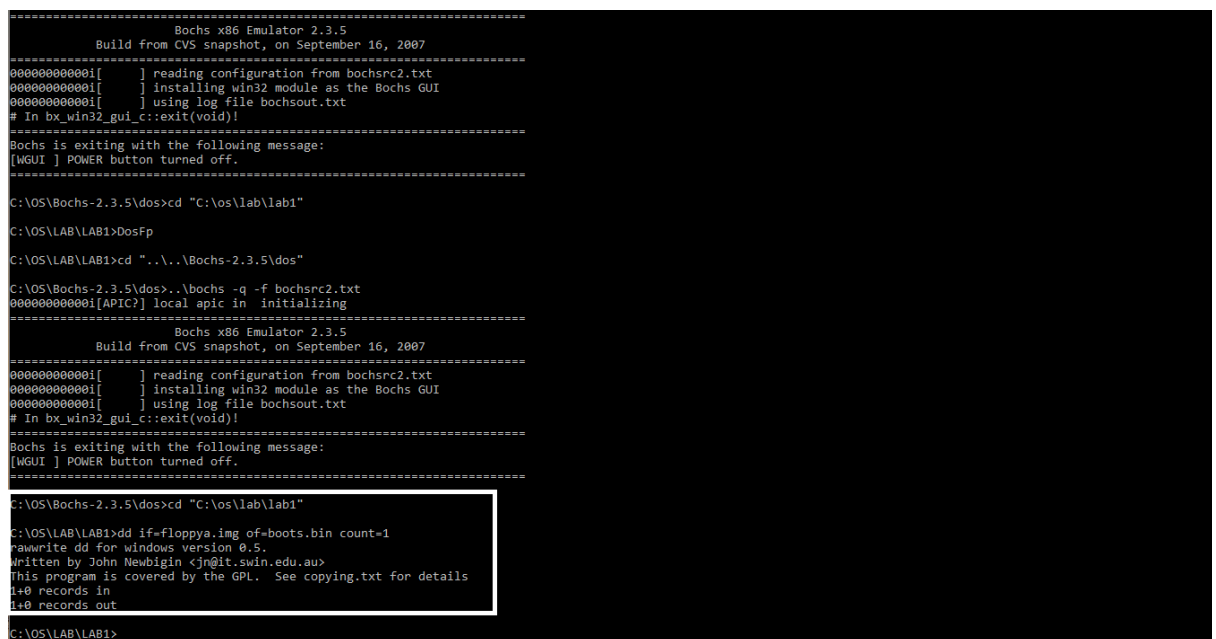 ========================================================================
Bochs x86 Emulator 2.3.5
Build from CVS snapshot, on September 16, 2007
========================================================================
00000000000i[     ] reading configuration from bochsrc2.txt
00000000000i[     ] installing win32 module as the Bochs GUI
00000000000i[     ] using log file bochsout.txt
# In bx_win32_gui_c::exit(void)!
========================================================================
Bochs is exiting with the following message:
[WGUI ] POWER button turned off.
========================================================================
C:\OS\Bochs-2.3.5\dos>cd "C:\os\lab\lab1"
C:\OS\LAB\LAB1>DosFp
C:\OS\LAB\LAB1>cd "..\..\Bochs-2.3.5\dos"
C:\OS\Bochs-2.3.5\dos>..\bochs -q -f bochsrc2.txt
00000000000i[APIC?] local apic in  initializing
========================================================================
Bochs x86 Emulator 2.3.5
Build from CVS snapshot, on September 16, 2007
========================================================================
00000000000i[     ] reading configuration from bochsrc2.txt
00000000000i[     ] installing win32 module as the Bochs GUI
00000000000i[     ] using log file bochsout.txt
# In bx_win32_gui_c::exit(void)!
========================================================================
Bochs is exiting with the following message:
[WGUI ] POWER button turned off.
========================================================================
C:\OS\Bochs-2.3.5\dos>cd "C:\os\lab\lab1"
C:\OS\LAB\LAB1>dd if=floppya.img of=boots.bin count=1
rawwrite dd for windows version 0.5.
Written by John Newbigin <jn@it.swin.edu.au>
This program is covered by the GPL.  See copying.txt for details
1+0 records in
1+0 records out
C:\OS\LAB\LAB1>